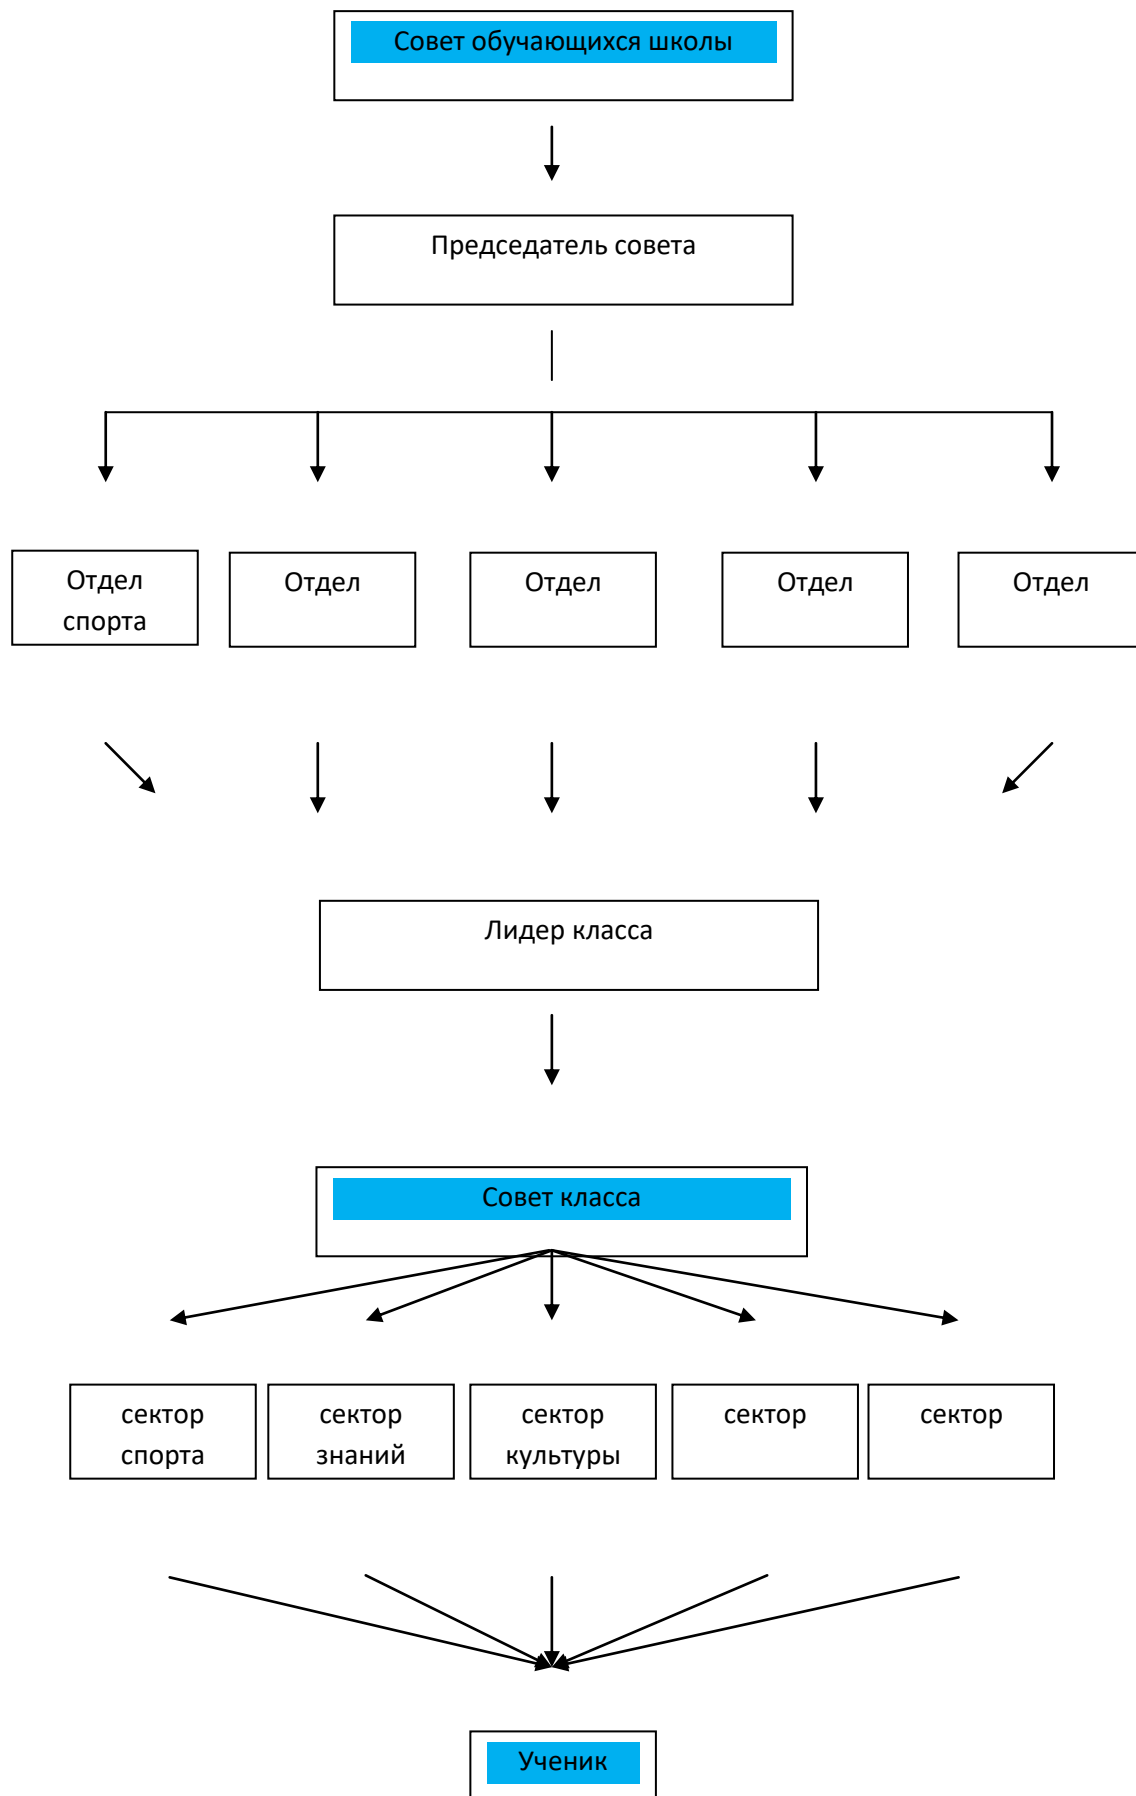 Совет обучающихся школы
Председатель совета
Отдел
спорта
Отдел
Отдел
Отдел
Отдел
Лидер класса
Совет класса
сектор
спорта
сектор
знаний
сектор
культуры
сектор
сектор
Ученик